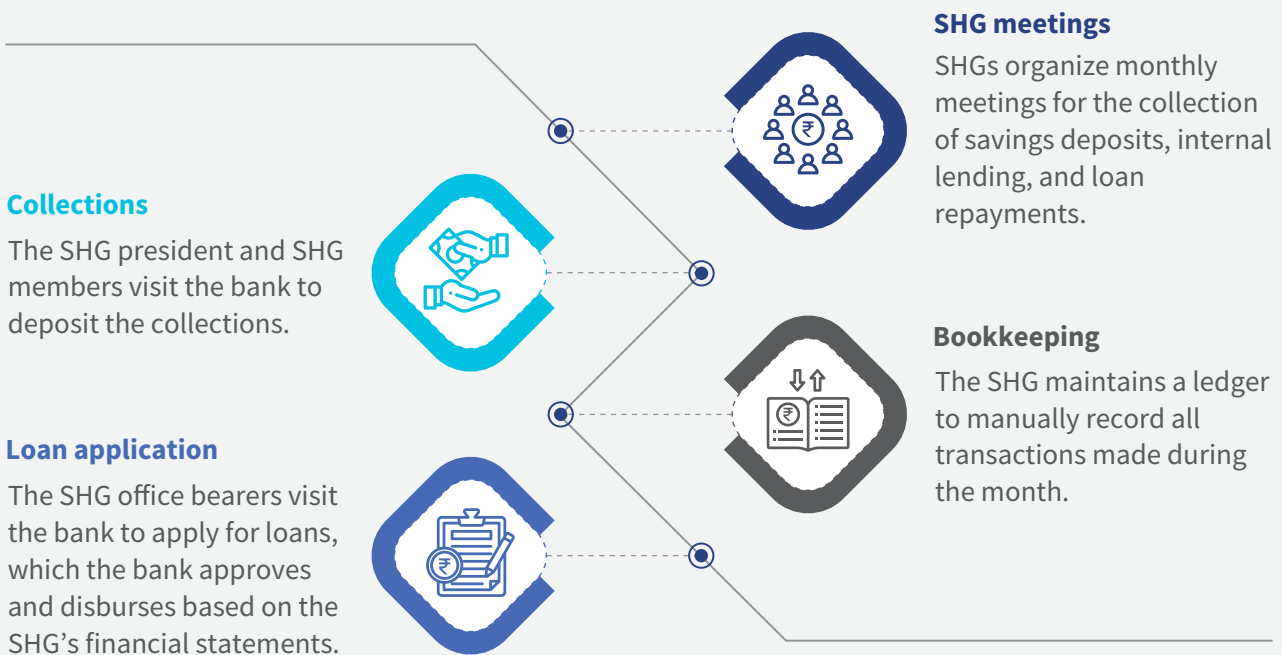 SHG meetings
SHGs organize monthly
meetings for the collection
of savings deposits, internal
lending, and loan
repayments.
Collections
The SHG president and SHG
members visit the bank to
deposit the collections.
Bookkeeping
The SHG maintains a ledger
to manually record all
transactions made during
the month.
Loan application
The SHG office bearers visit
the bank to apply for loans,
which the bank approves
and disburses based on the
SHG’s financial statements.
₹
₹
₹